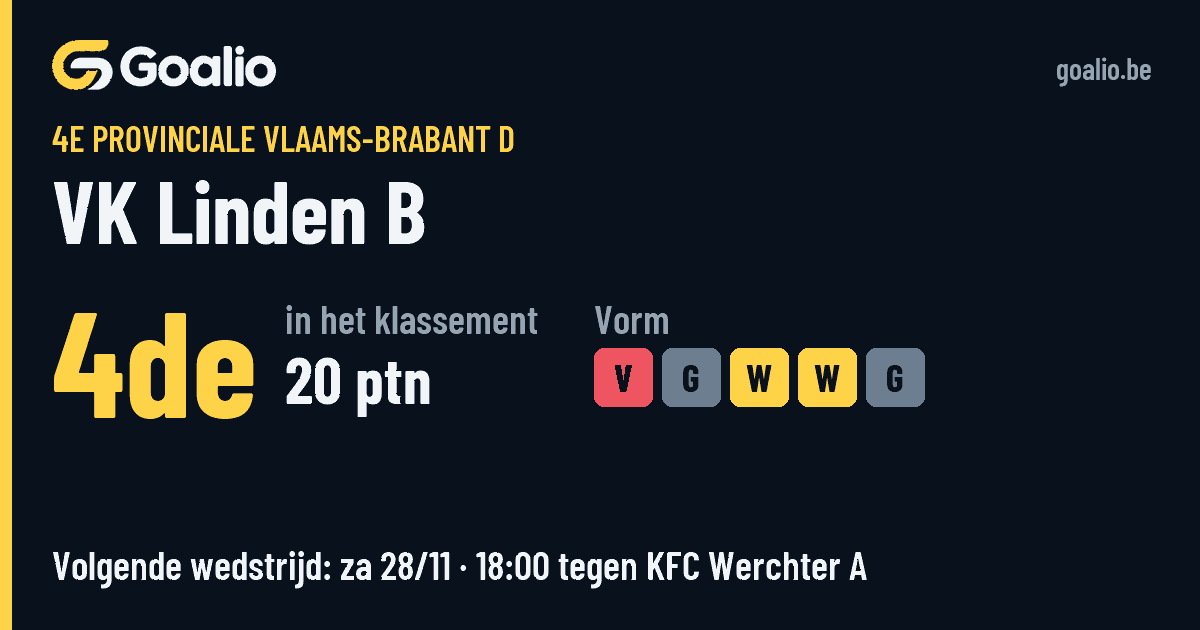 Goalio
goalio.be
4E PROVINCIALE VLAAMS-BRABANT D
VK Linden B
4de
in het klassement
20 ptn
Vorm
V G W W G
Volgende wedstrijd: za 28/11 · 18:00 tegen KFC Werchter A